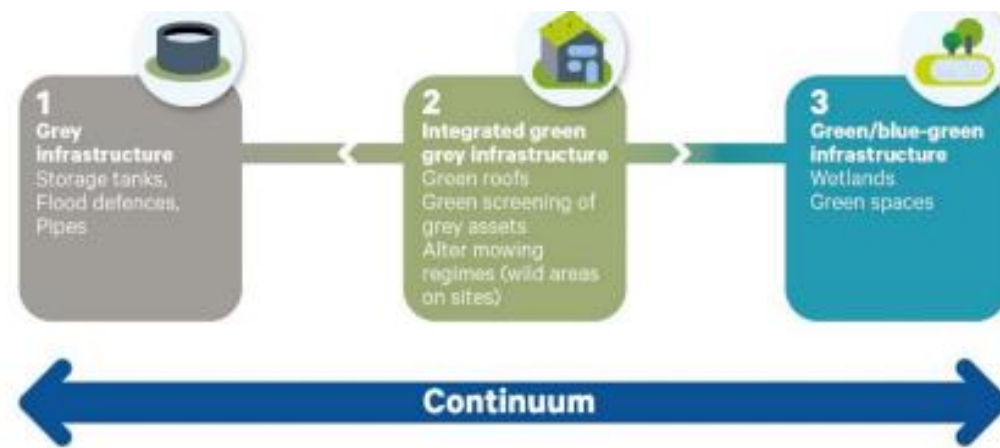 1
Grey
infrastructure
Storage tanks,
Flood defences,
Pipes
2
Integrated green
grey infrastructure
Green roofs
Green screening of
grey assets
Alter mowing
regimes (wild areas
on sites)
3
Green/blue-green
infrastructure
Wetlands
Green spaces
Continuum